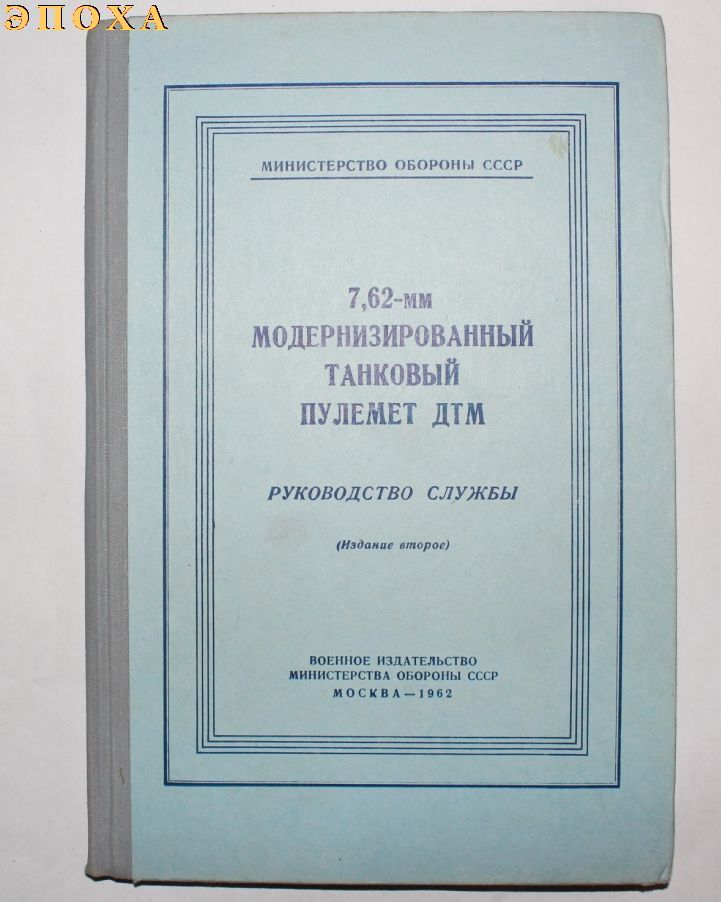 ЭПОХА
МИНИСТЕРСТВО ОБОРОНЫ СССР
7,62-мм
МОДЕРНИЗИРОВАННЫЙ
ТАНКОВЫЙ
ПУЛЕМЕТ ДТМ
РУКОВОДСТВО СЛУЖБЫ
(Издание второе)
ВОЕННОЕ ИЗДАТЕЛЬСТВО
МИНИСТЕРСТВА ОБОРОНЫ СССР
МОСКВА — 1962